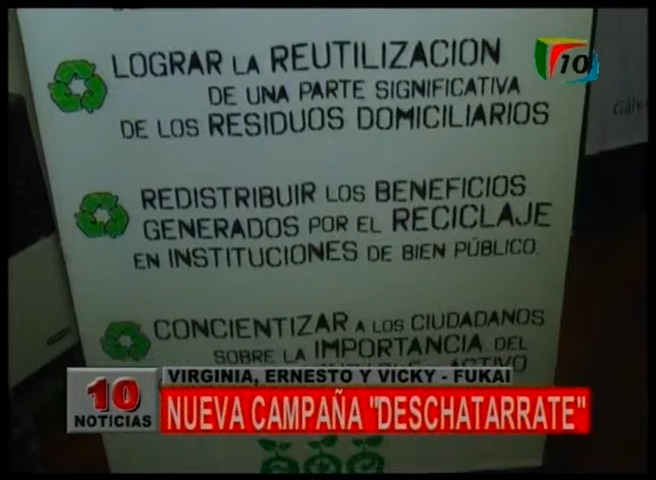 LOGRAR LA REUTILIZACION
DE UNA PARTE SIGNIFICATIVA
DE LOS RESIDUOS DOMICILIARIOS
10
REDISTRIBUIR LOS BENEFICIOS
GENERADOS POR EL RECICLAJE
EN INSTITUCIONES DE BIEN PÚBLICO.
CONCIENTIZAR A LOS CIUDADANOS
SOBRE LA IMPORTANCIA DEL
ACTIVO
VIRGINIA, ERNESTO Y VICKY - FUKAI
10
NOTICIAS
NUEVA CAMPAÑA "DESCHATARRATE"